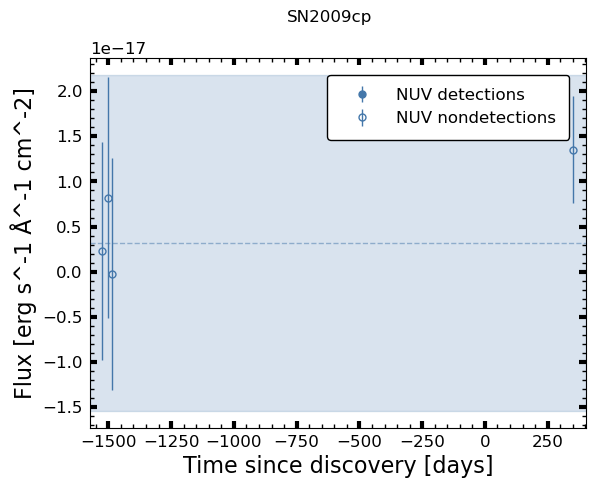 SN2009cp
1e−17
NUV detections
NUV nondetections
2.0
1.5
1.0
0.5
0.0
−0.5
−1.0
−1.5
Flux [erg s^-1 Å^-1 cm^-2]
−1500 −1250 −1000 −750 −500 −250 0 250
Time since discovery [days]